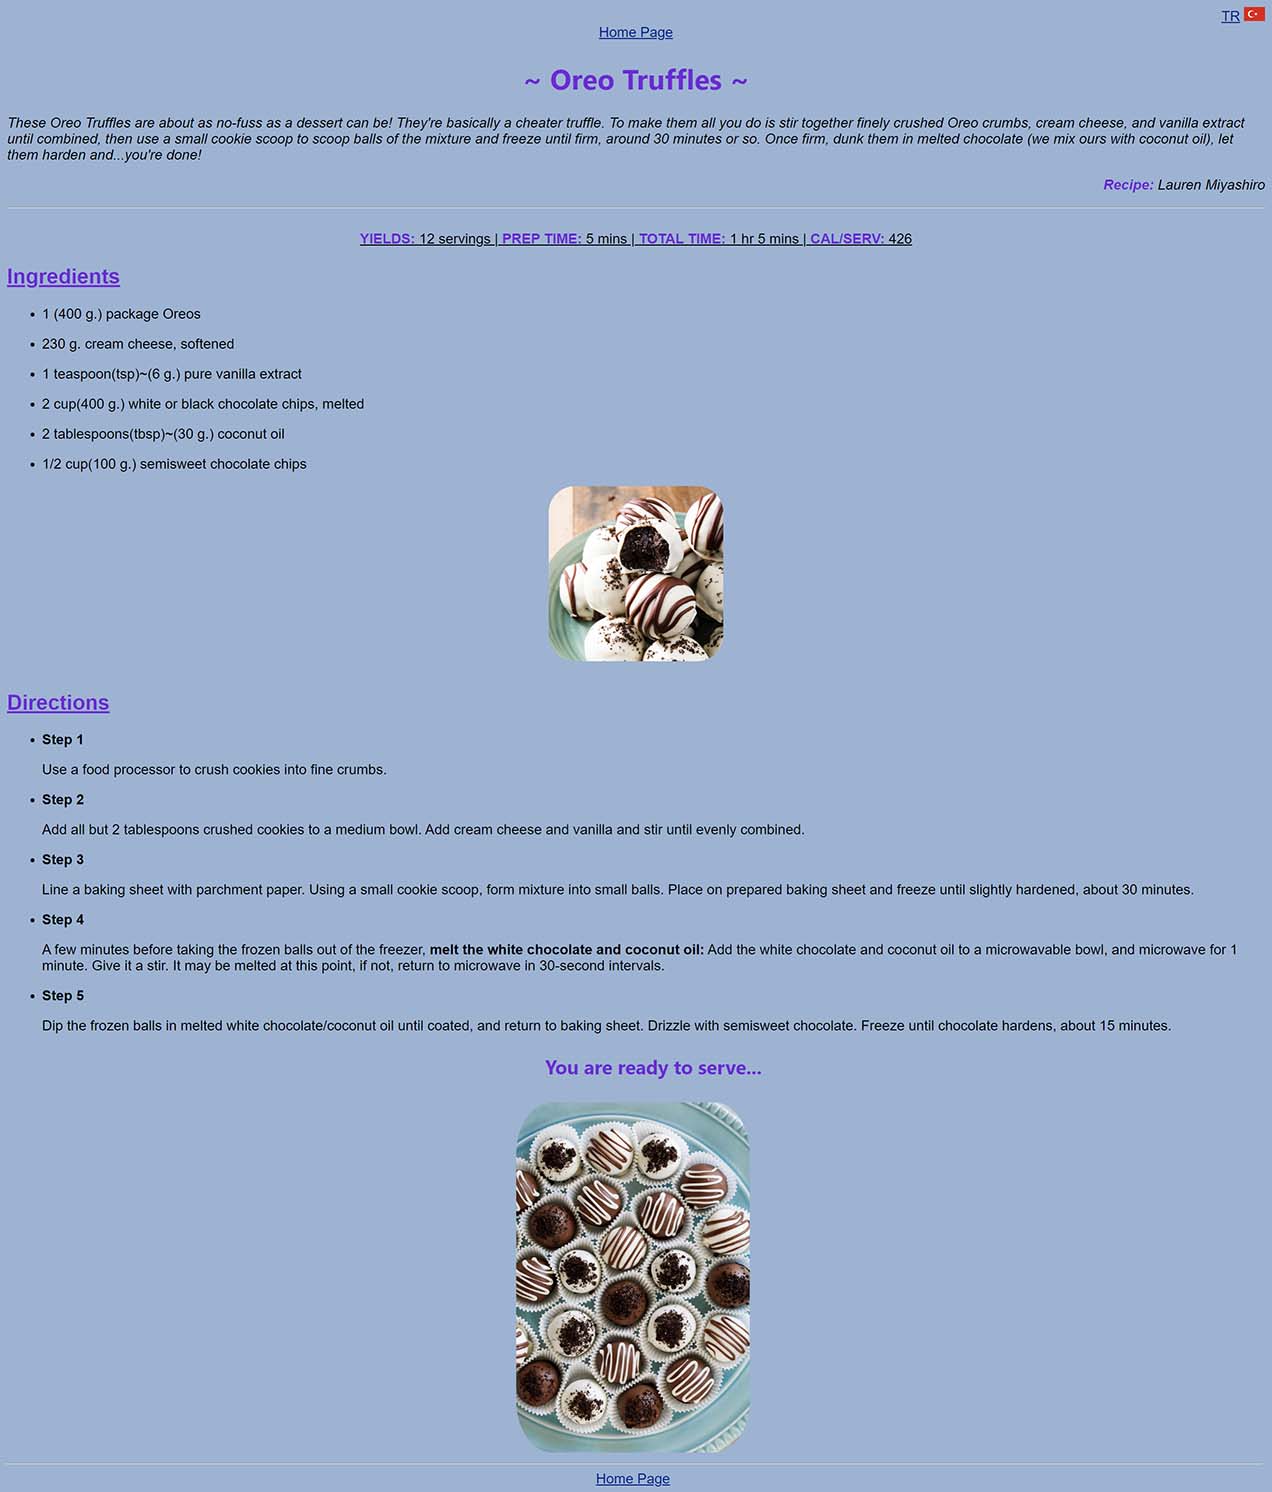 TR
Home Page
~ Oreo Truffles ~
These Oreo Truffles are about as no-fuss as a dessert can be! They're basically a cheater truffle. To make them all you do is stir together finely crushed Oreo crumbs, cream cheese, and vanilla extract
until combined, then use a small cookie scoop to scoop balls of the mixture and freeze until firm, around 30 minutes or so. Once firm, dunk them in melted chocolate (we mix ours with coconut oil), let
them harden and...you're done!
Recipe: Lauren Miyashiro
YIELDS: 12 servings | PREP TIME: 5 mins | TOTAL TIME: 1 hr 5 mins | CAL/SERV: 426
Ingredients
• 1 (400 g.) package Oreos
• 230 g. cream cheese, softened
• 1 teaspoon(tsp)~(6 g.) pure vanilla extract
• 2 cup(400 g.) white or black chocolate chips, melted
• 2 tablespoons(tbsp)~(30 g.) coconut oil
• 1/2 cup(100 g.) semisweet chocolate chips
Directions
• Step 1
Use a food processor to crush cookies into fine crumbs.
• Step 2
Add all but 2 tablespoons crushed cookies to a medium bowl. Add cream cheese and vanilla and stir until evenly combined.
• Step 3
Line a baking sheet with parchment paper. Using a small cookie scoop, form mixture into small balls. Place on prepared baking sheet and freeze until slightly hardened, about 30 minutes.
• Step 4
A few minutes before taking the frozen balls out of the freezer, melt the white chocolate and coconut oil: Add the white chocolate and coconut oil to a microwavable bowl, and microwave for 1
minute. Give it a stir. It may be melted at this point, if not, return to microwave in 30-second intervals.
• Step 5
Dip the frozen balls in melted white chocolate/coconut oil until coated, and return to baking sheet. Drizzle with semisweet chocolate. Freeze until chocolate hardens, about 15 minutes.
You are ready to serve...
Home Page